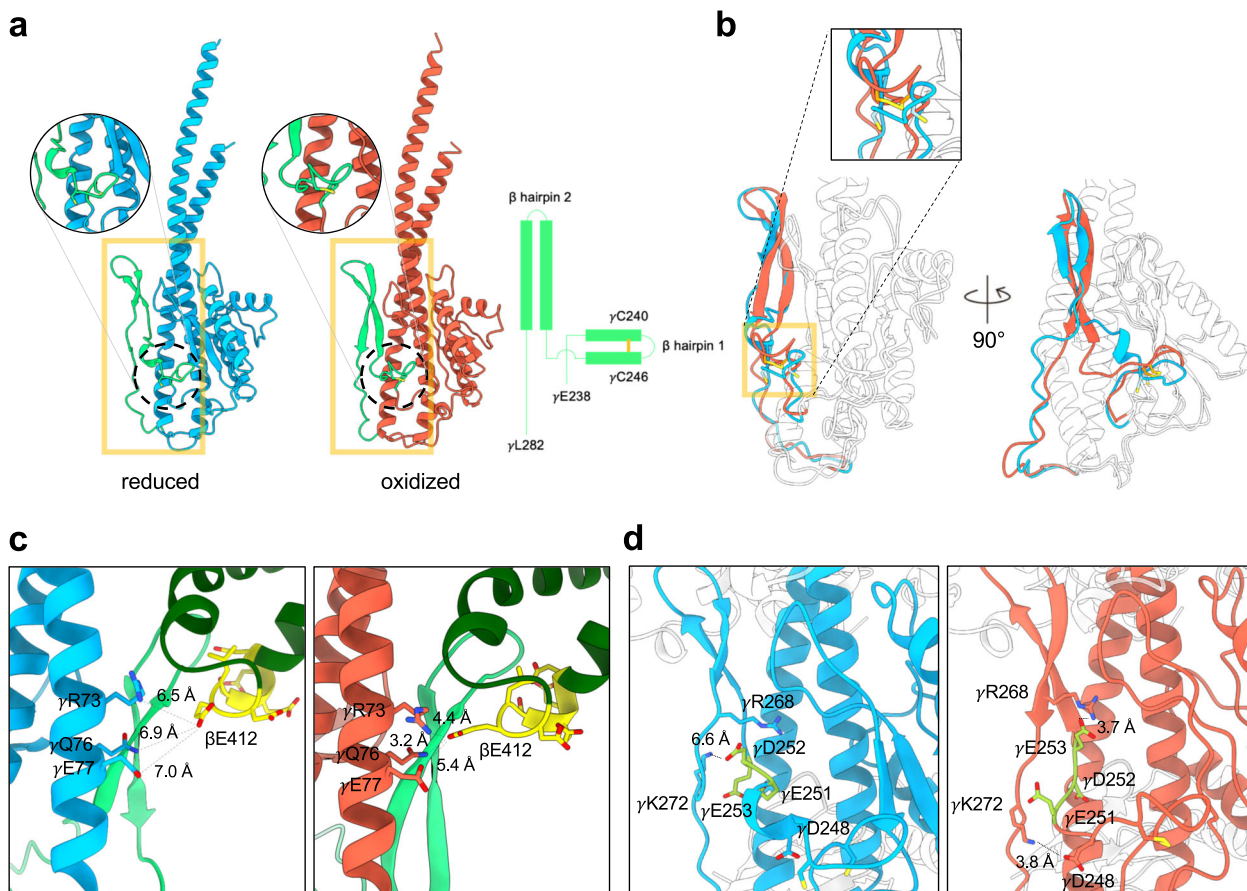 a
reduced
oxidized
β hairpin 2
γC240
β hairpin 1
γC246
γE238
γL282
b
90°
c
γR73
6.5 Å
6.9 Å
γQ76
βE412
γE77
7.0 Å
γR73
4.4 Å
3.2 Å
γQ76
βE412
5.4 Å
γE77
d
γR268
6.6 Å
γD252
γK272
γE253
γE251
γD248
γR268
3.7 Å
γE253
γD252
γK272
γE251
3.8 Å
γD248